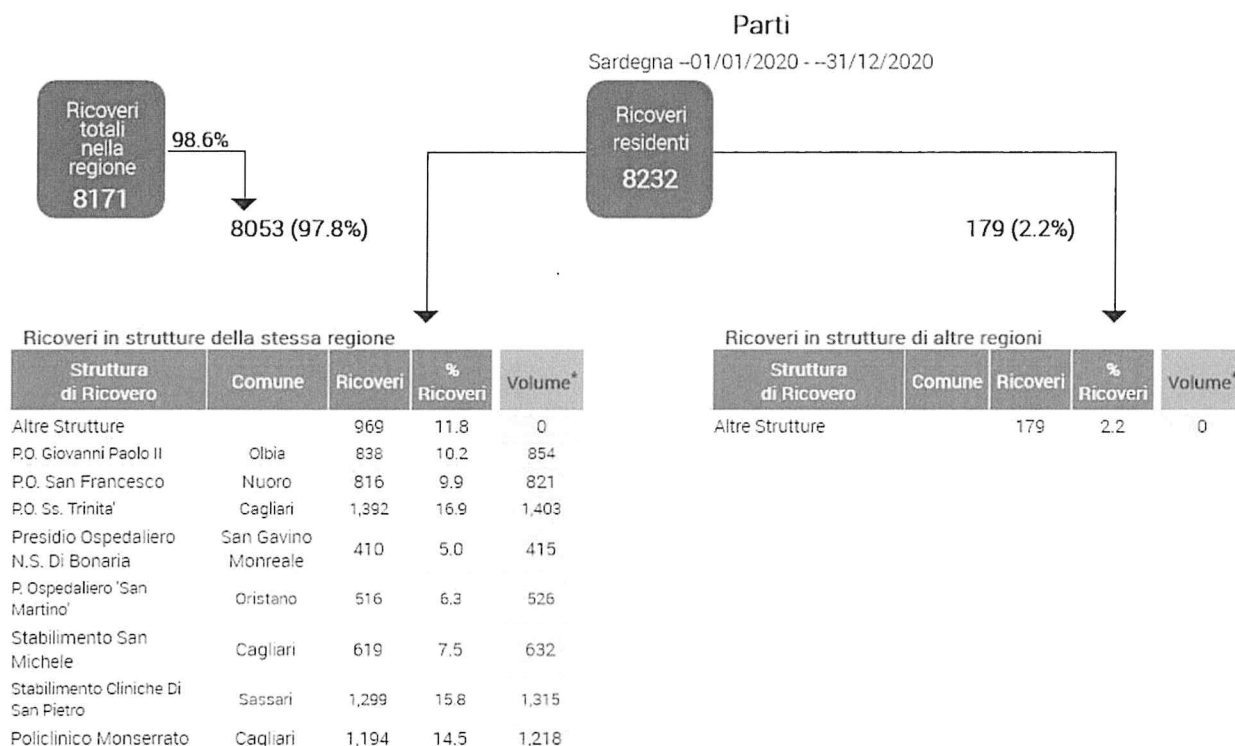 Parti
Sardegna --01/01/2020 - --31/12/2020
Ricoveri
totali
nella
regione
8171
98.6%
8053 (97.8%)
Ricoveri
residenti
8232
179 (2.2%)
Ricoveri in strutture della stessa regione
Struttura di Ricovero Comune Ricoveri % Ricoveri Volume*
Altre Strutture 969 11.8 0
P.O. Giovanni Paolo II Olbia 838 10.2 854
P.O. San Francesco Nuoro 816 9.9 821
P.O. Ss. Trinita' Cagliari 1,392 16.9 1,403
Presidio Ospedaliero N.S. Di Bonaria San Gavino Monreale 410 5.0 415
P. Ospedaliero 'San Martino' Oristano 516 6.3 526
Stabilimento San Michele Cagliari 619 7.5 632
Stabilimento Cliniche Di San Pietro Sassari 1,299 15.8 1,315
Policlinico Monserrato Cagliari 1,194 14.5 1,218
Ricoveri in strutture di altre regioni
Struttura di Ricovero Comune Ricoveri % Ricoveri Volume*
Altre Strutture 179 2.2 0